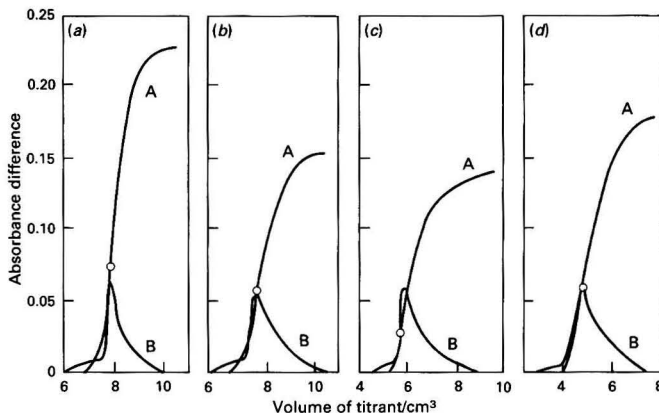 (a) (b) (c) (d)
0.25
0.20
0.15
0.10
0.05
0
Absorbance difference
A B
A B
A B
A B
6 8 10
6 8 10
4 6 8 10
4 6 8
Volume of titrant/cm³